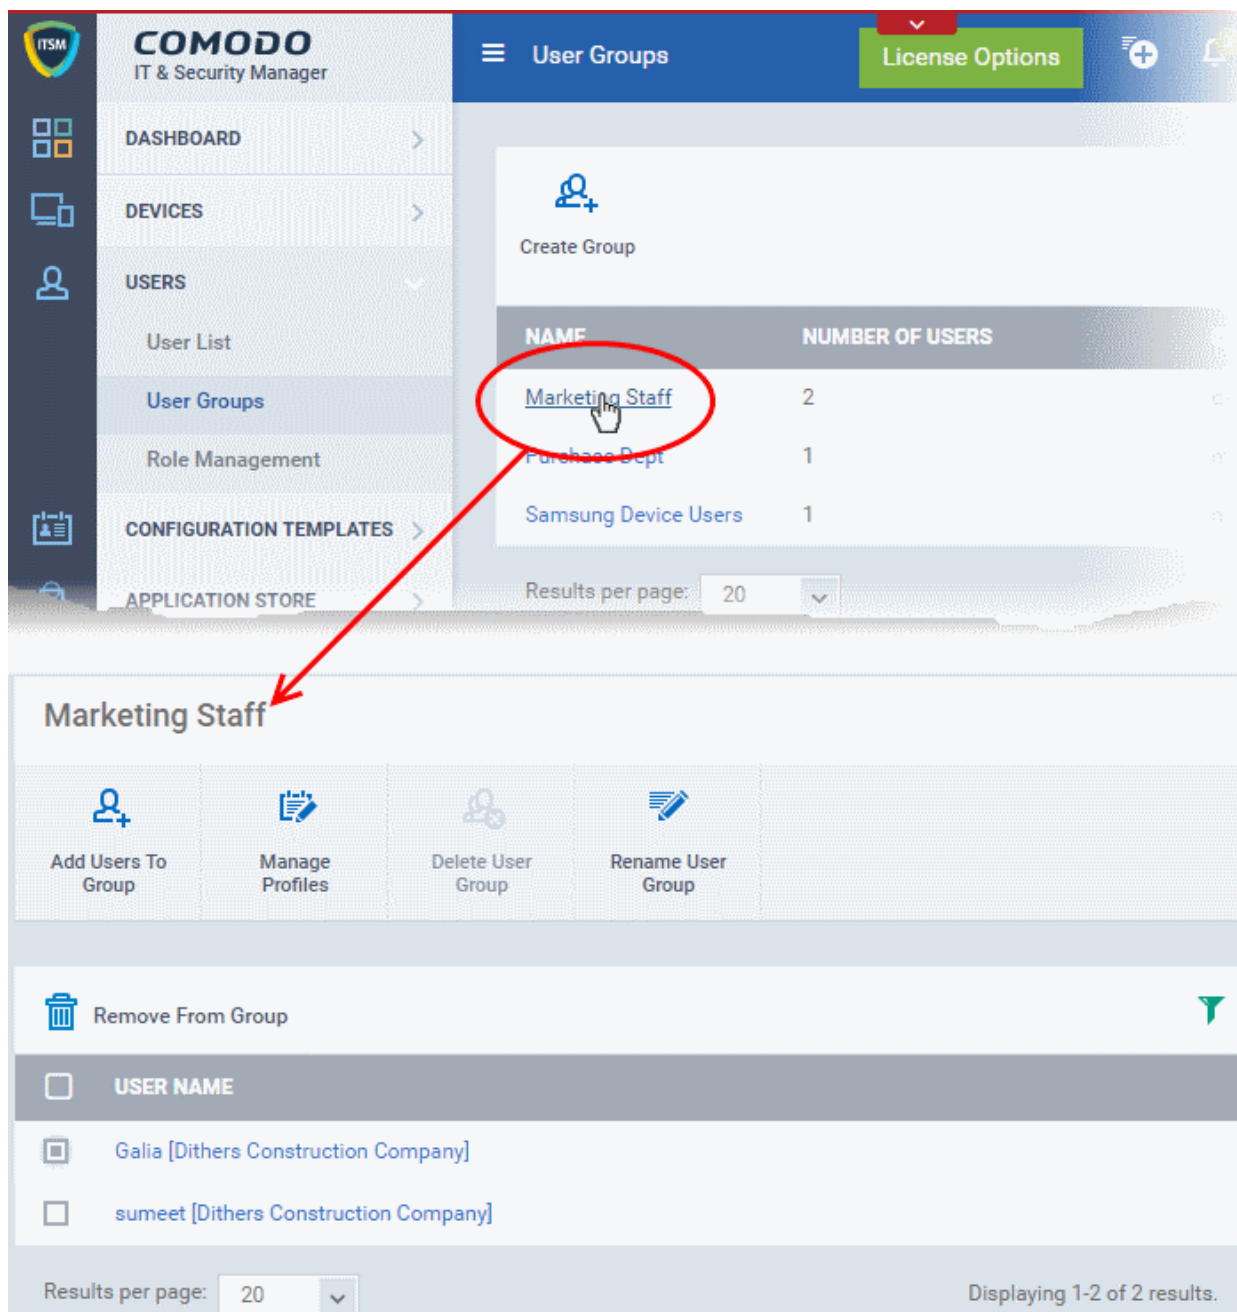 ITSM
COMODO
IT & Security Manager
User Groups
License Options
DASHBOARD
DEVICES
USERS
User List
User Groups
Role Management
CONFIGURATION TEMPLATES
APPLICATION STORE
Create Group
NAME
NUMBER OF USERS
Marketing Staff
2
Purchase Dept
1
Samsung Device Users
1
Results per page:
20
Marketing Staff
Add Users To
Group
Manage
Profiles
Delete User
Group
Rename User
Group
Remove From Group
USER NAME
Galia [Dithers Construction Company]
sumeet [Dithers Construction Company]
Results per page:
20
Displaying 1-2 of 2 results.